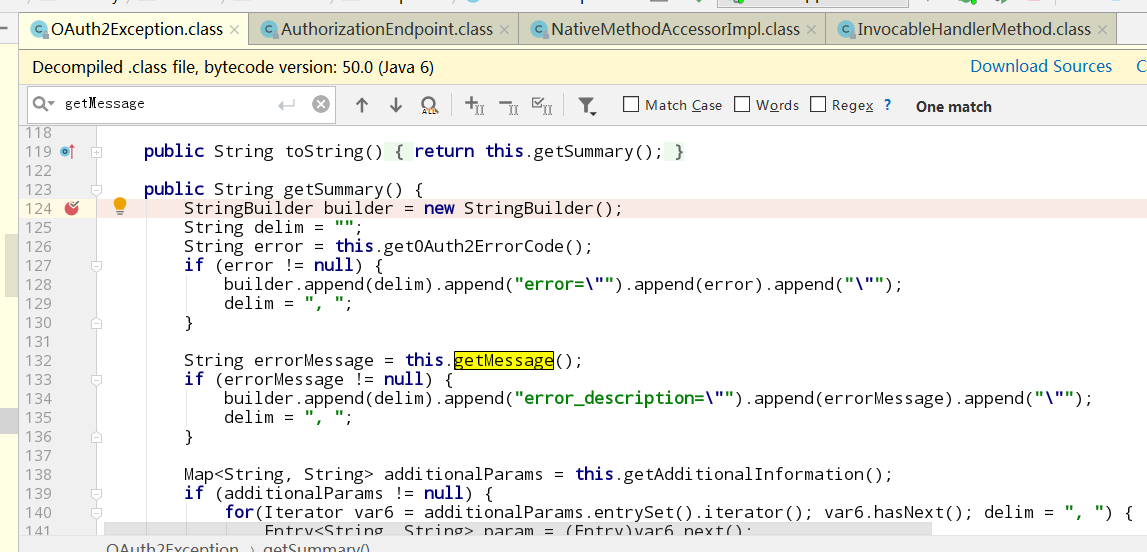 OAuth2Exception.class AuthorizationEndpoint.class NativeMethodAccessorImpl.class InvocableHandlerMethod.class
Decompiled .class file, bytecode version: 50.0 (Java 6) Download Sources C
getMessage Match Case Words Regex ? One match
118
119 public String toString() { return this.getSummary(); }
122
123 public String getSummary() {
124 StringBuilder builder = new StringBuilder();
125 String delim = "";
126 String error = this.getOAuth2ErrorCode();
127 if (error != null) {
128 builder.append(delim).append("error=\"").append(error).append("\"");
129 delim = ", ";
130 }
131
132 String errorMessage = this.getMessage();
133 if (errorMessage != null) {
134 builder.append(delim).append("error_description=\"").append(errorMessage).append("\"");
135 delim = ", ";
136 }
137
138 Map<String, String> additionalParams = this.getAdditionalInformation();
139 if (additionalParams != null) {
140 for(Iterator var6 = additionalParams.entrySet().iterator(); var6.hasNext(); delim = ", ") {
141 Entry<String, String> param = (Entry)var6.next();
OAuth2Exception › getSummary()